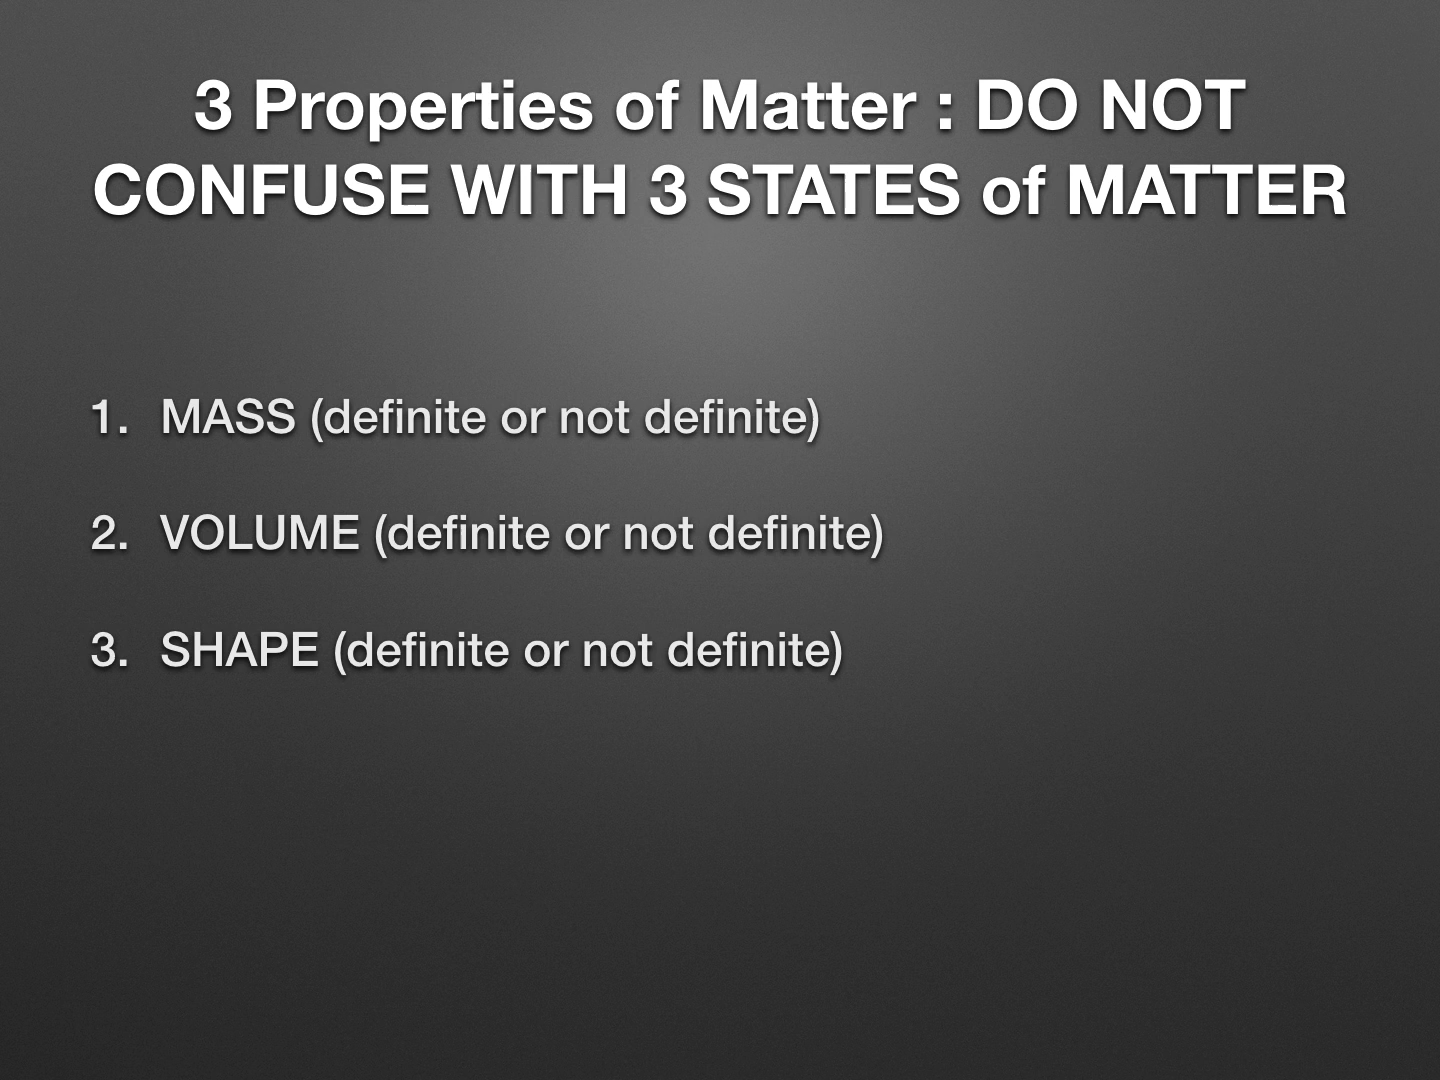 3 Properties of Matter : DO NOT
CONFUSE WITH 3 STATES of MATTER
1. MASS (definite or not definite)
2. VOLUME (definite or not definite)
3. SHAPE (definite or not definite)